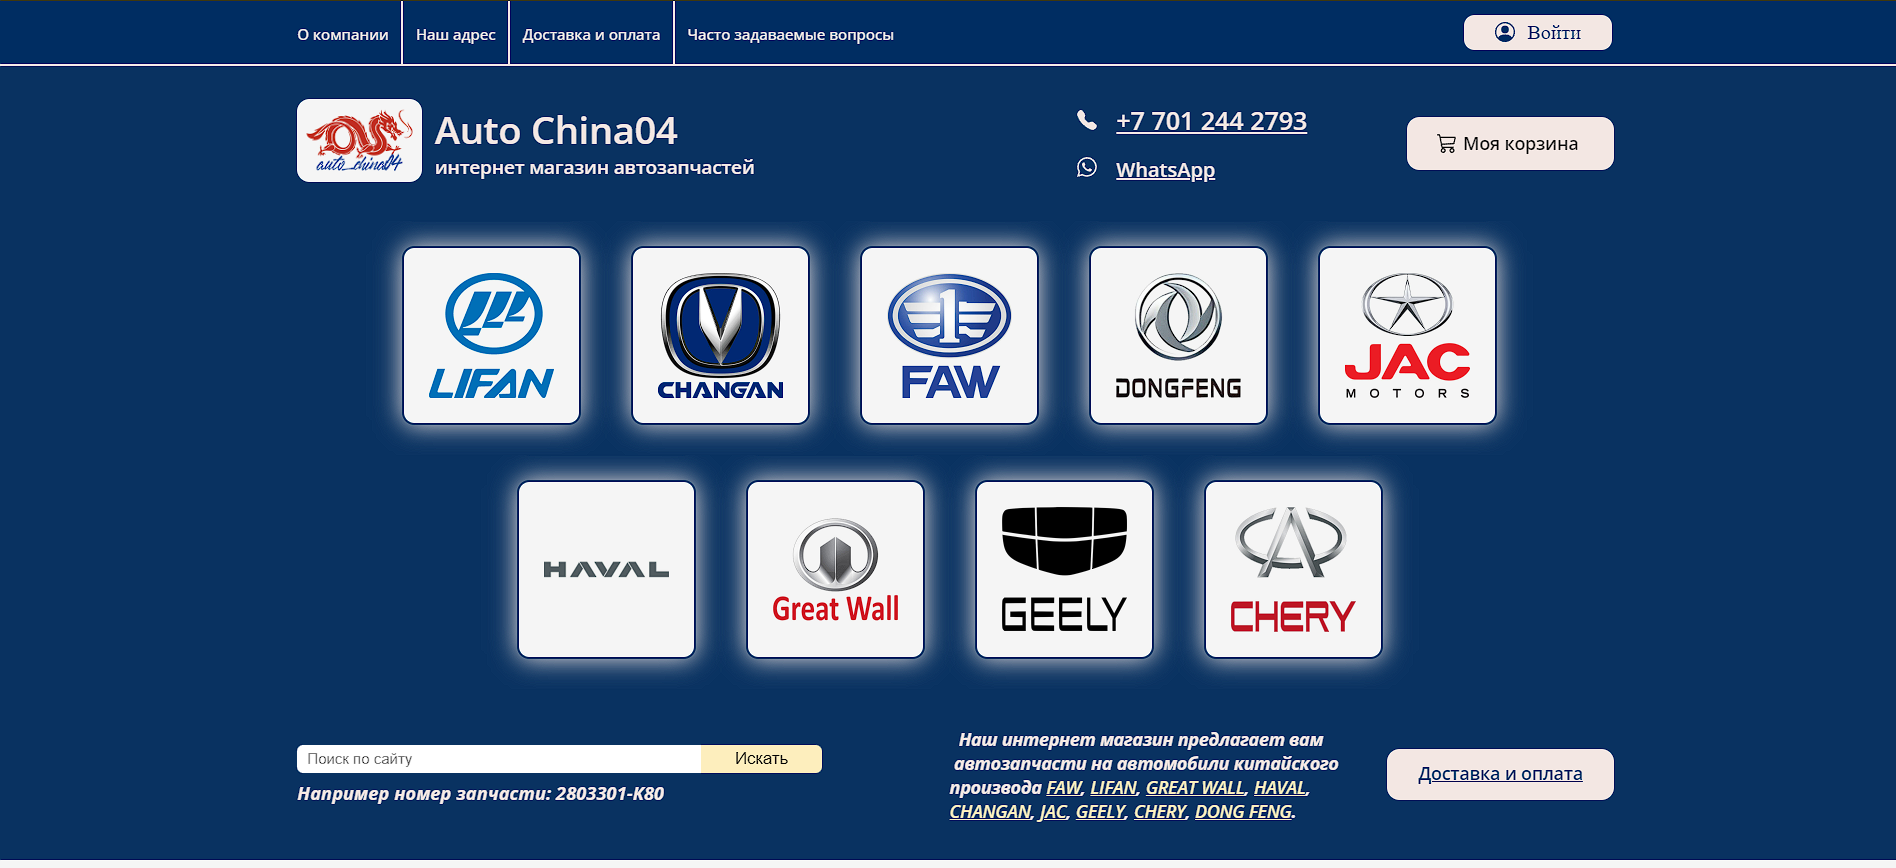 О компании
Наш адрес
Доставка и оплата
Часто задаваемые вопросы
Войти
auto_china04
Auto China04
интернет магазин автозапчастей
+7 701 244 2793
WhatsApp
Моя корзина
LIFAN
CHANGAN
1
FAW
DONGFENG
JAC
MOTORS
HAVAL
Great Wall
GEELY
CHERY
Поиск по сайту
Искать
Например номер запчасти: 2803301-K80
Наш интернет магазин предлагает вам
автозапчасти на автомобили китайского
производа FAW, LIFAN, GREAT WALL, HAVAL,
CHANGAN, JAC, GEELY, CHERY, DONG FENG.
Доставка и оплата